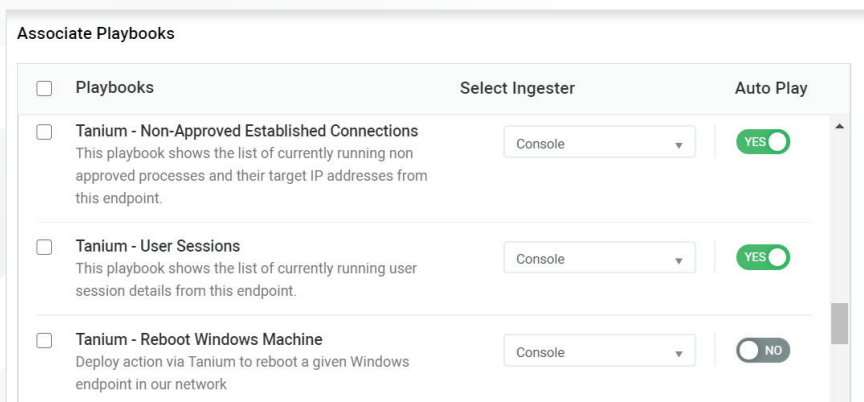 Associate Playbooks
Playbooks Select Ingester Auto Play
Tanium - Non-Approved Established Connections
This playbook shows the list of currently running non
approved processes and their target IP addresses from
this endpoint.
Console
YES
Tanium - User Sessions
This playbook shows the list of currently running user
session details from this endpoint.
Console
YES
Tanium - Reboot Windows Machine
Deploy action via Tanium to reboot a given Windows
endpoint in our network
Console
NO